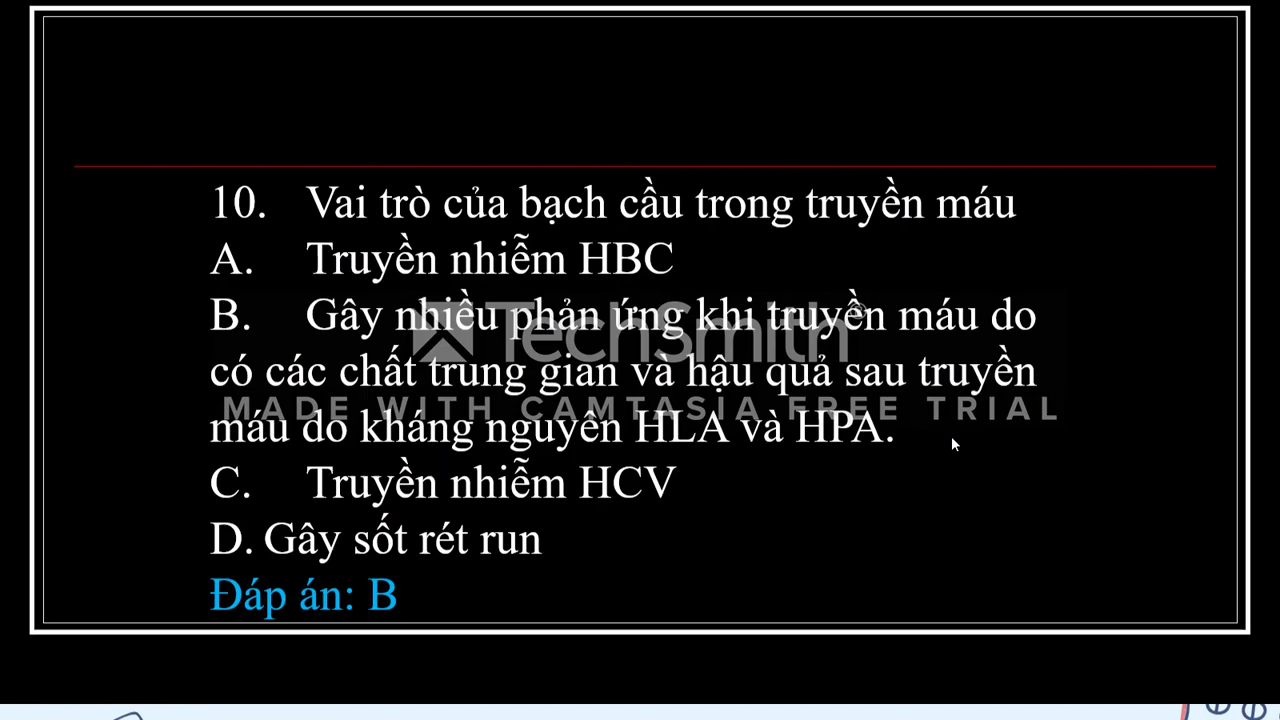 10. Vai trò của bạch cầu trong truyền máu
A. Truyền nhiễm HBC
B. Gây nhiều phản ứng khi truyền máu do
có các chất trung gian và hậu quả sau truyền
máu do kháng nguyên HLA và HPA.
C. Truyền nhiễm HCV
D. Gây sốt rét run
Đáp án: B
TechSmith®
MADE WITH CAMTASIA FREE TRIAL